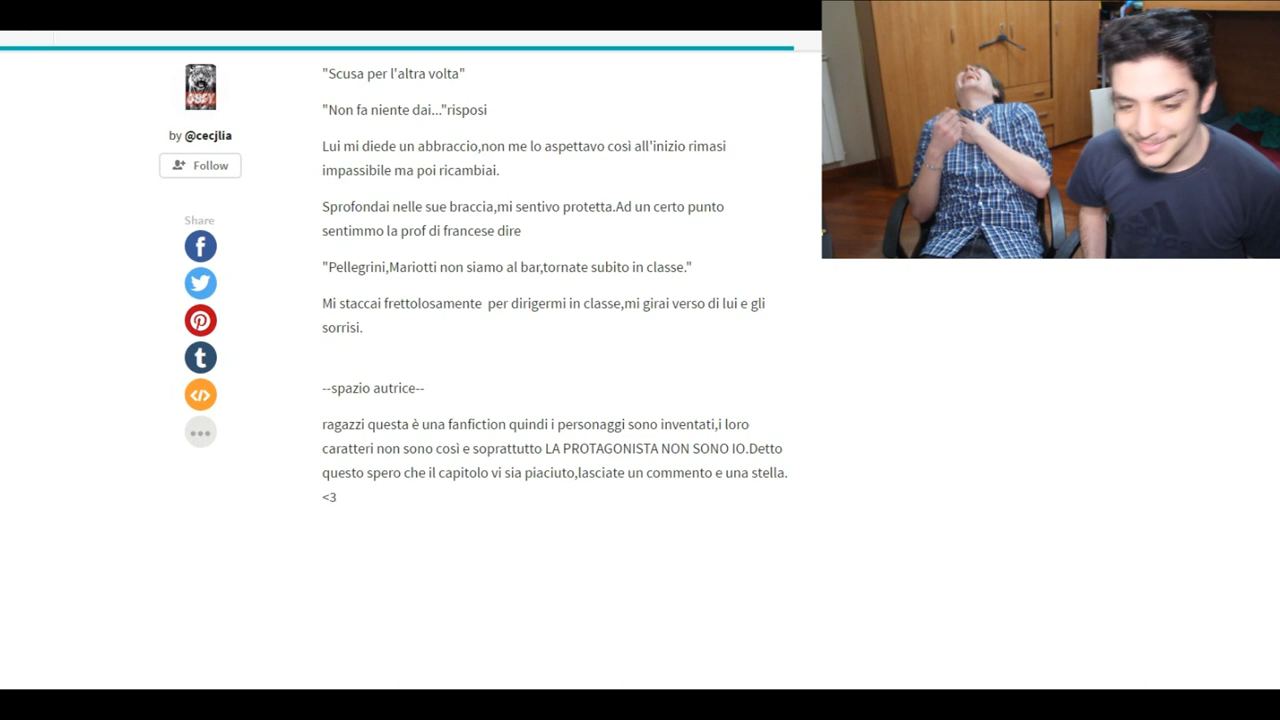 "Scusa per l'altra volta"
"Non fa niente dai..."risposi
Lui mi diede un abbraccio,non me lo aspettavo così all'inizio rimasi
impassibile ma poi ricambiai.
Sprofondai nelle sue braccia,mi sentivo protetta.Ad un certo punto
sentimmo la prof di francese dire
"Pellegrini,Mariotti non siamo al bar,tornate subito in classe."
Mi staccai frettolosamente  per dirigermi in classe,mi girai verso di lui e gli
sorrisi.
--spazio autrice--
ragazzi questa è una fanfiction quindi i personaggi sono inventati,i loro
caratteri non sono così e soprattutto LA PROTAGONISTA NON SONO IO.Detto
questo spero che il capitolo vi sia piaciuto,lasciate un commento e una stella.
<3
OBEY
by @cecjlia
Follow
Share